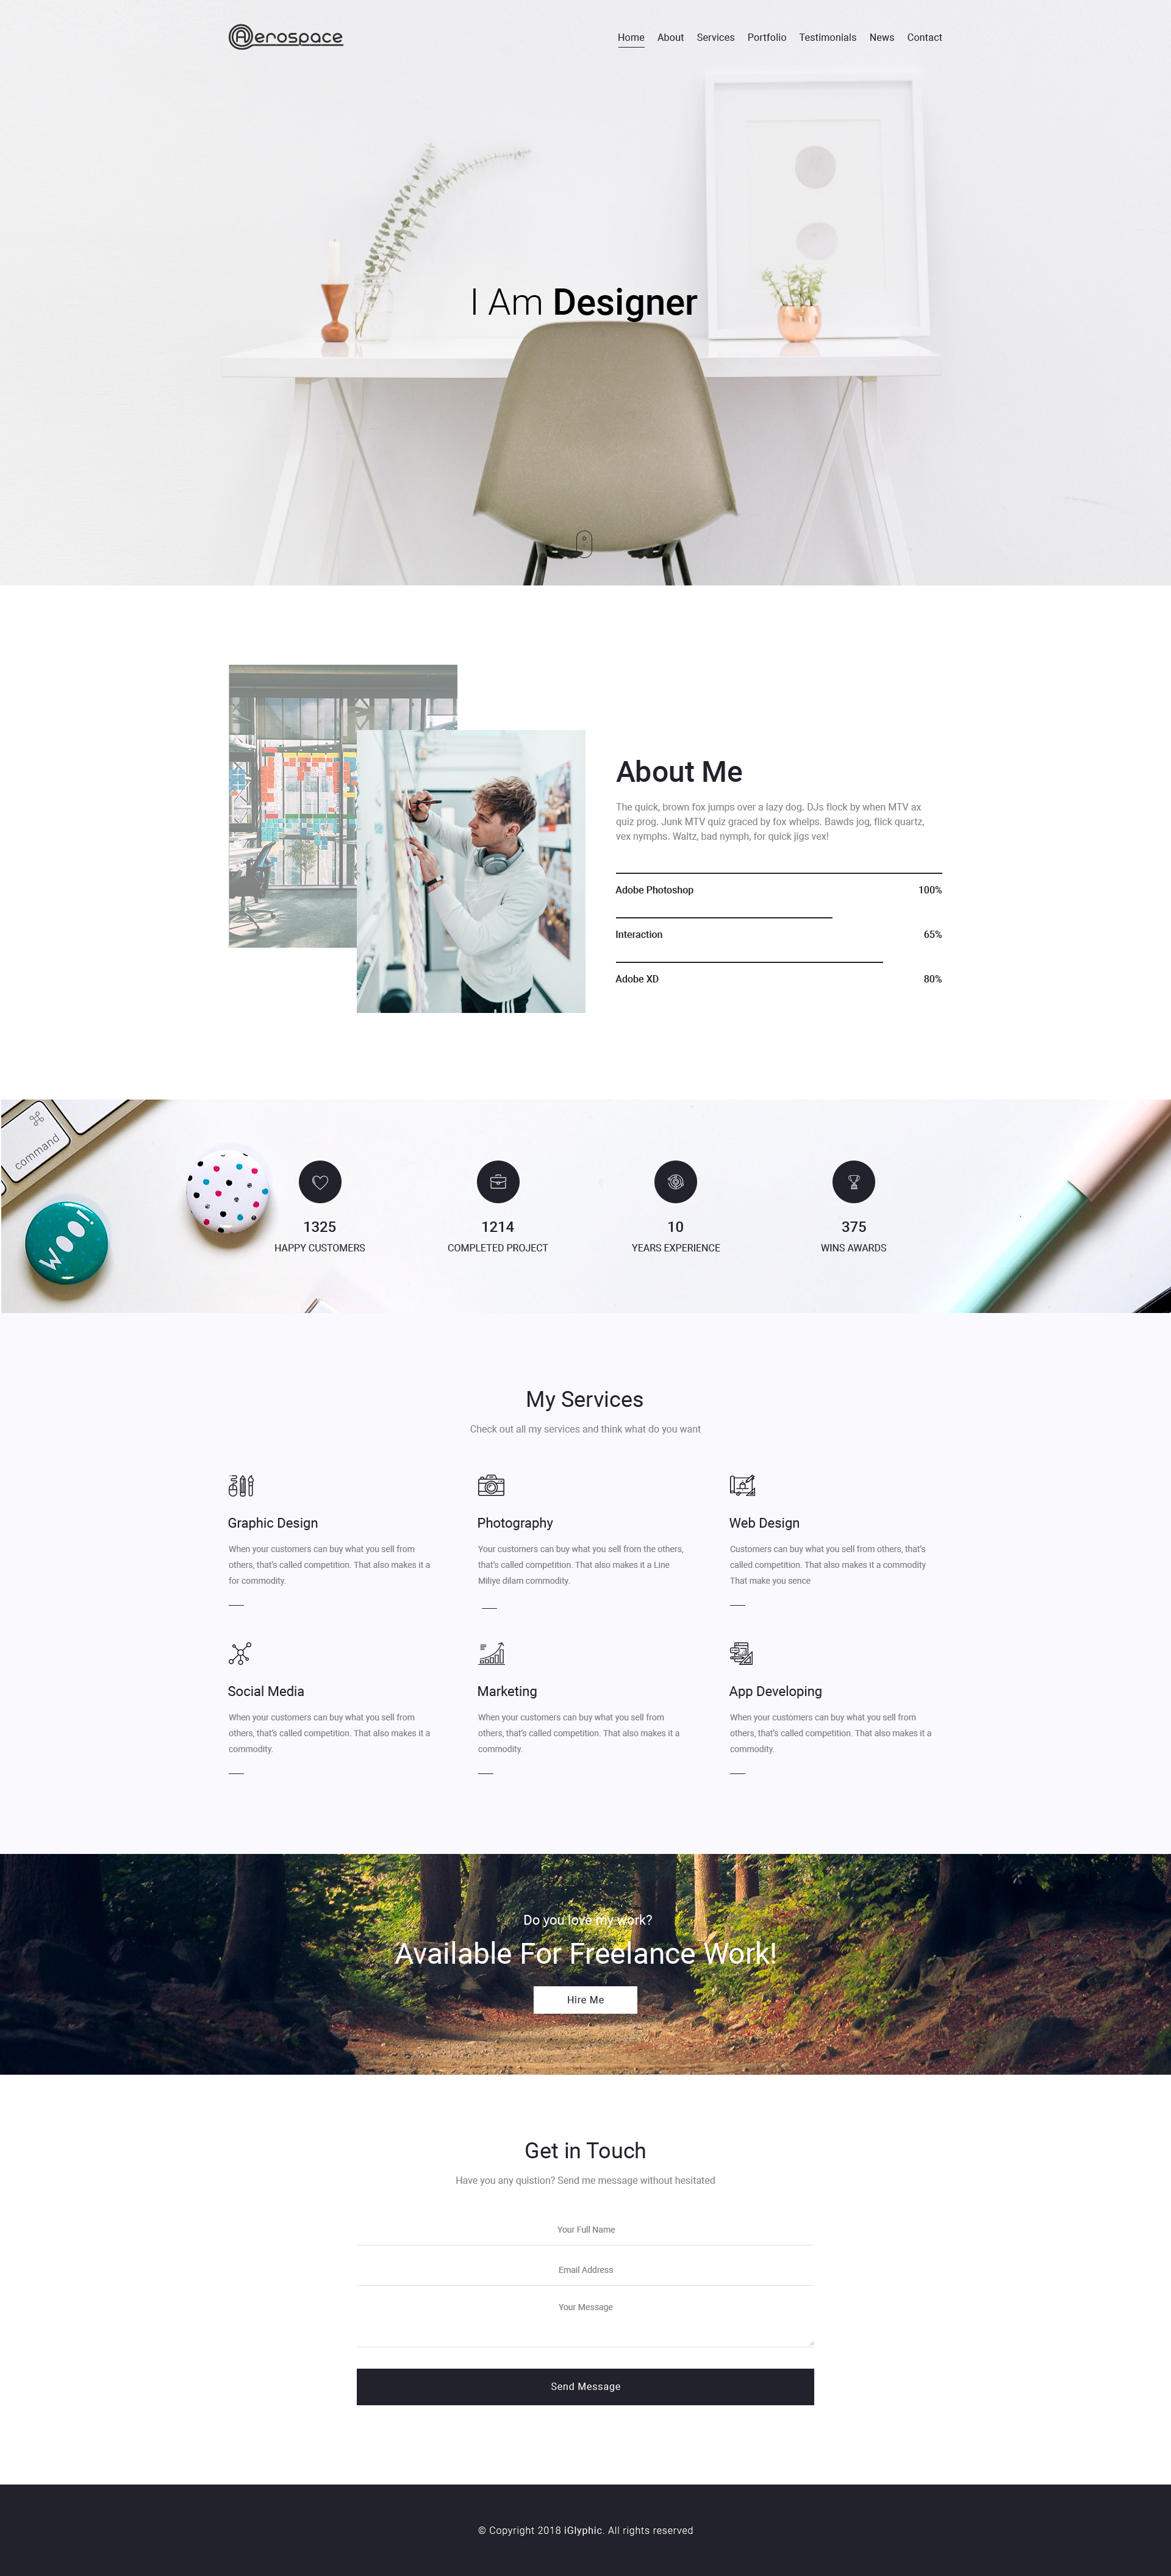 Aerospace
Home About Services Portfolio Testimonials News Contact
I Am Designer
About Me
The quick, brown fox jumps over a lazy dog. DJs flock by when MTV ax
quiz prog. Junk MTV quiz graced by fox whelps. Bawds jog, flick quartz,
vex nymphs. Waltz, bad nymph, for quick jigs vex!
Adobe Photoshop 100%
Interaction 65%
Adobe XD 80%
command
WOO!
1325
HAPPY CUSTOMERS
1214
COMPLETED PROJECT
10
YEARS EXPERIENCE
375
WINS AWARDS
My Services
Check out all my services and think what do you want
Graphic Design
When your customers can buy what you sell from
others, that's called competition. That also makes it a
for commodity.
Photography
Your customers can buy what you sell from the others,
that's called competition. That also makes it a Line
Miliye dilam commodity.
Web Design
Customers can buy what you sell from others, that's
called competition. That also makes it a commodity
That make you sence
Social Media
When your customers can buy what you sell from
others, that's called competition. That also makes it a
commodity.
Marketing
When your customers can buy what you sell from
others, that's called competition. That also makes it a
commodity.
App Developing
When your customers can buy what you sell from
others, that's called competition. That also makes it a
commodity.
Do you love my work?
Available For Freelance Work!
Hire Me
Get in Touch
Have you any quistion? Send me message without hesitated
Your Full Name
Email Address
Your Message
Send Message
© Copyright 2018 iGlyphic. All rights reserved